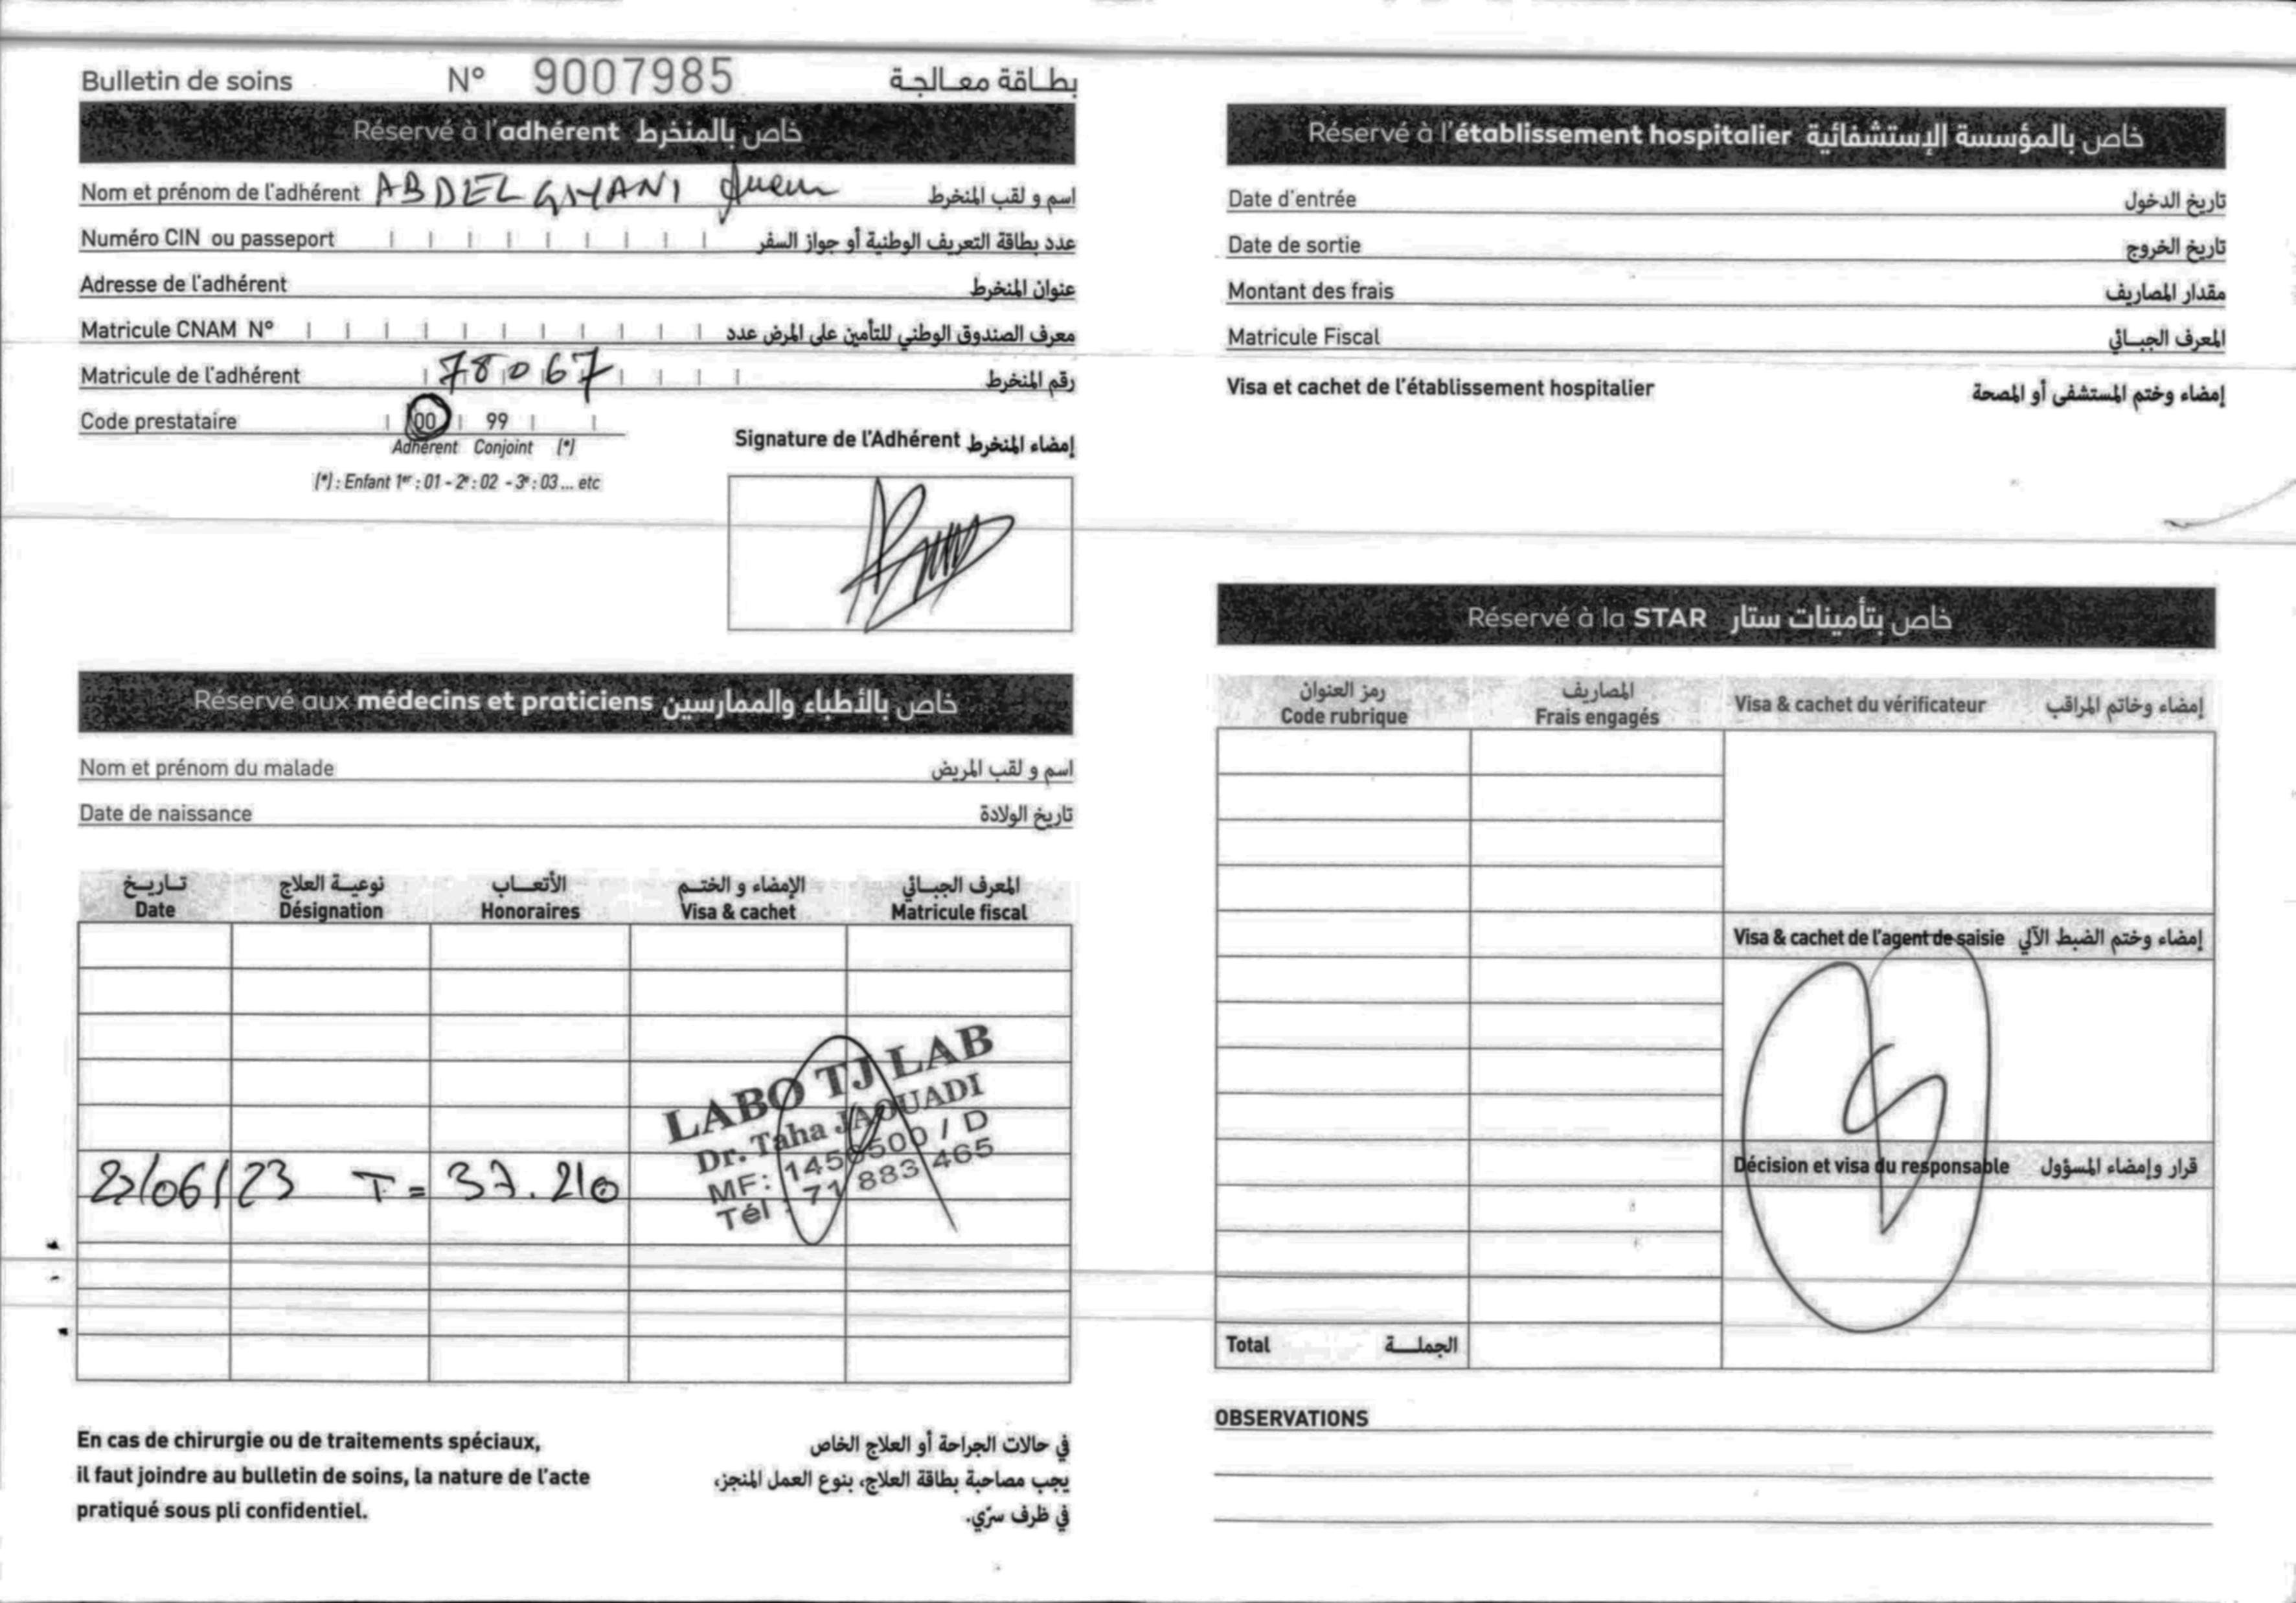 Bulletin de soins N° 9007985 بطاقة معالجة
Réservé à l'adhérent خاص بالمنخرط
Nom et prénom de l'adhérent ABDELGHANI اسم و لقب المنخرط
Numéro CIN ou passeport عدد بطاقة التعريف الوطنية أو جواز السفر
Adresse de l'adhérent عنوان المنخرط
Matricule CNAM N° معرف الصندوق الوطني للتأمين على المرض عدد
Matricule de l'adhérent 78067 رقم المنخرط
Code prestataire 00 99
Adhérent Conjoint (*)
(*) : Enfant 1er : 01 - 2e : 02 - 3e : 03 ... etc
Signature de l'Adhérent إمضاء المنخرط
Réservé aux médecins et praticiens خاص بالأطباء والممارسين
Nom et prénom du malade اسم و لقب المريض
Date de naissance تاريخ الولادة
تاريخ نوعية العلاج الأتعاب الإمضاء و الختم المعرف الجبائي
Date Désignation Honoraires Visa & cachet Matricule fiscal
LABO TJ LAB
Dr. Taha JAOUADI
MF: 1456500 / D
Tél : 71 883 465
22/06/23 T = 37.210
En cas de chirurgie ou de traitements spéciaux,
il faut joindre au bulletin de soins, la nature de l'acte
pratiqué sous pli confidentiel.
في حالات الجراحة أو العلاج الخاص
يجب مصاحبة بطاقة العلاج، بنوع العمل المنجز،
في ظرف سرّي.
Réservé à l'établissement hospitalier خاص بالمؤسسة الإستشفائية
Date d'entrée تاريخ الدخول
Date de sortie تاريخ الخروج
Montant des frais مقدار المصاريف
Matricule Fiscal المعرف الجبائي
Visa et cachet de l'établissement hospitalier إمضاء وختم المستشفى أو المصحة
Réservé à la STAR خاص بتأمينات ستار
رمز العنوان المصاريف
Code rubrique Frais engagés Visa & cachet du vérificateur إمضاء وخاتم المراقب
Visa & cachet de l'agent de saisie إمضاء وختم الضبط الآلي
Décision et visa du responsable قرار وإمضاء المسؤول
Total الجملة
OBSERVATIONS